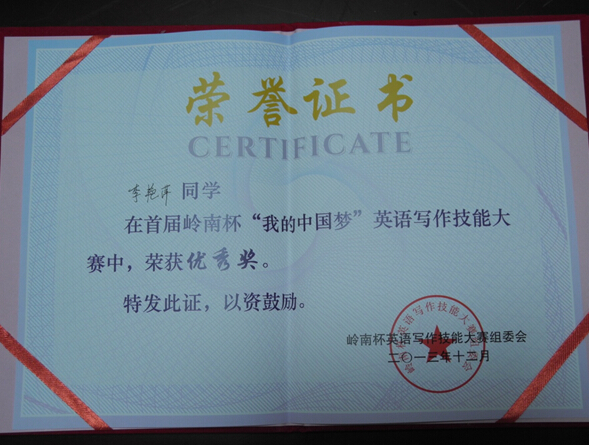 荣誉证书
CERTIFICATE
李艳萍 同学
在首届岭南杯“我的中国梦”英语写作技能大
赛中，荣获优秀奖。
特发此证，以资鼓励。
岭南杯英语写作技能大赛组委会
二〇一三年十二月